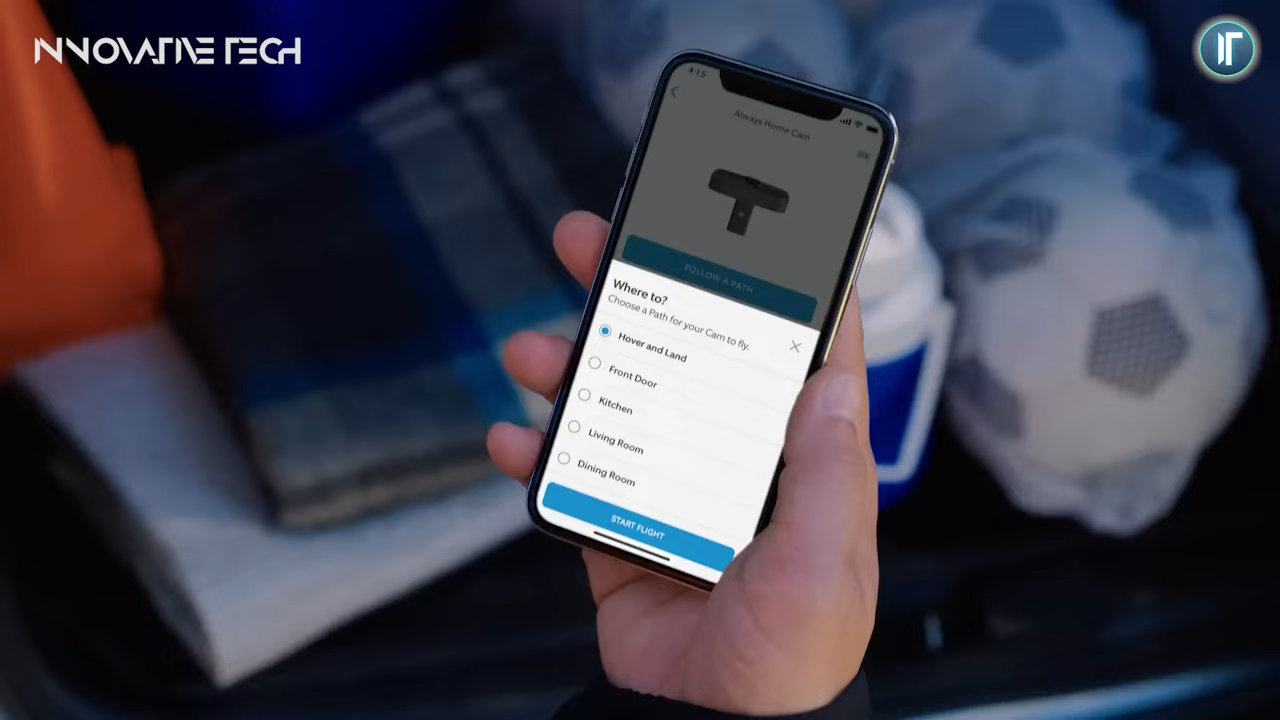 INNOVATIVE TECH
IT
4:15
Always Home Cam
FOLLOW A PATH
Where to?
Choose a Path for your Cam to fly.
Hover and Land
Front Door
Kitchen
Living Room
Dining Room
START FLIGHT